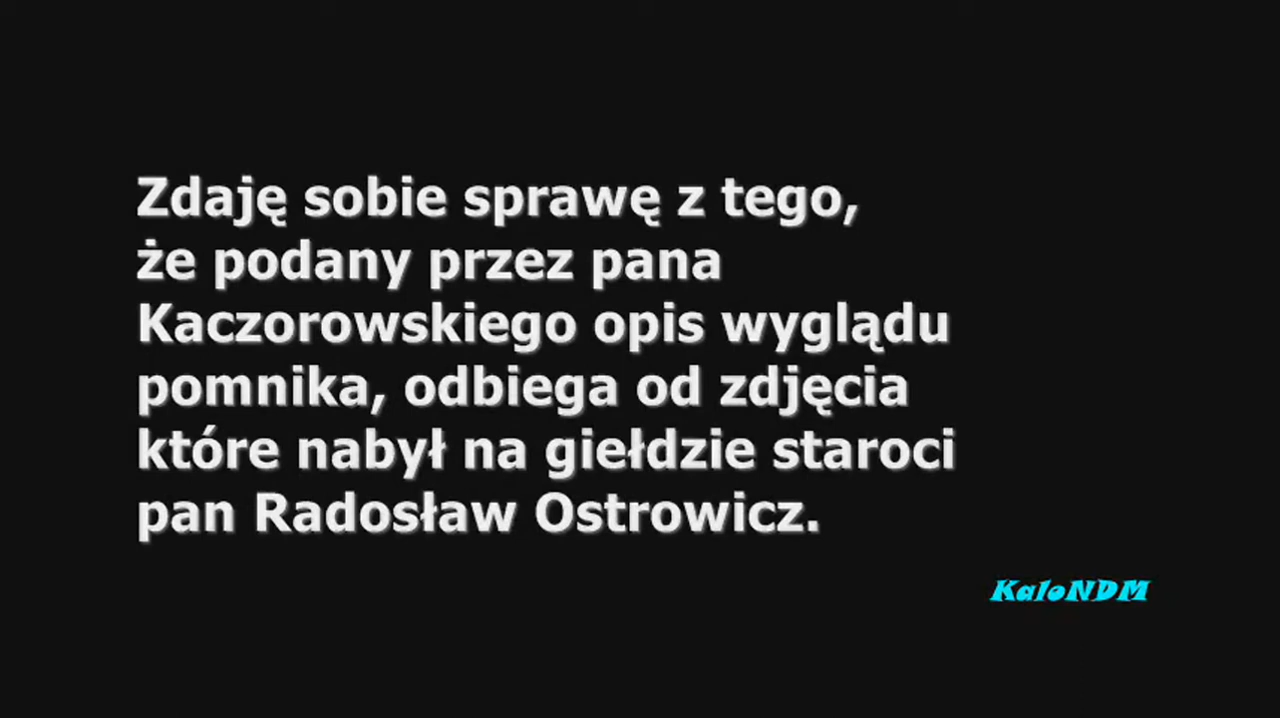 Zdaję sobie sprawę z tego,
że podany przez pana
Kaczorowskiego opis wyglądu
pomnika, odbiega od zdjęcia
które nabył na giełdzie staroci
pan Radosław Ostrowicz.
KaloNDM